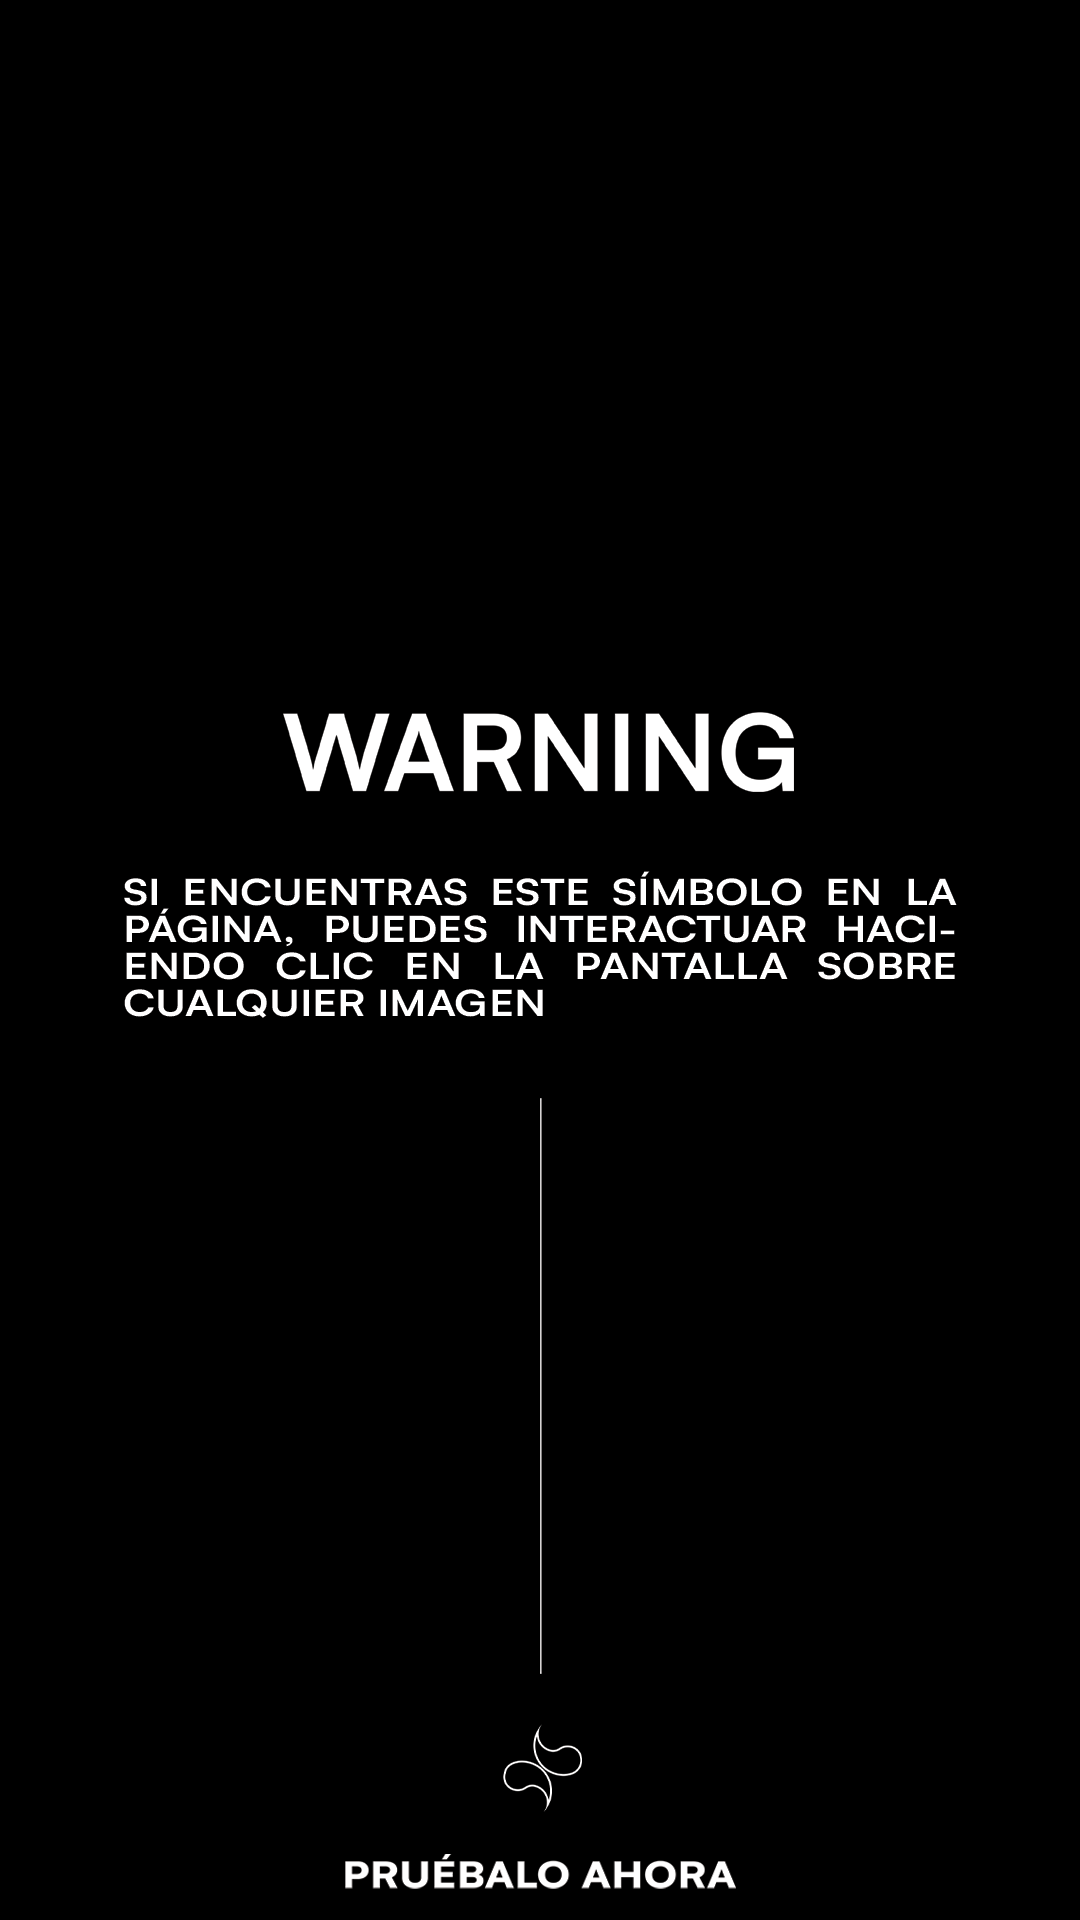 WARNING
SI ENCUENTRAS ESTE SÍMBOLO EN LA
PÁGINA, PUEDES INTERACTUAR HACI-
ENDO CLIC EN LA PANTALLA SOBRE
CUALQUIER IMAGEN
PRUÉBALO AHORA